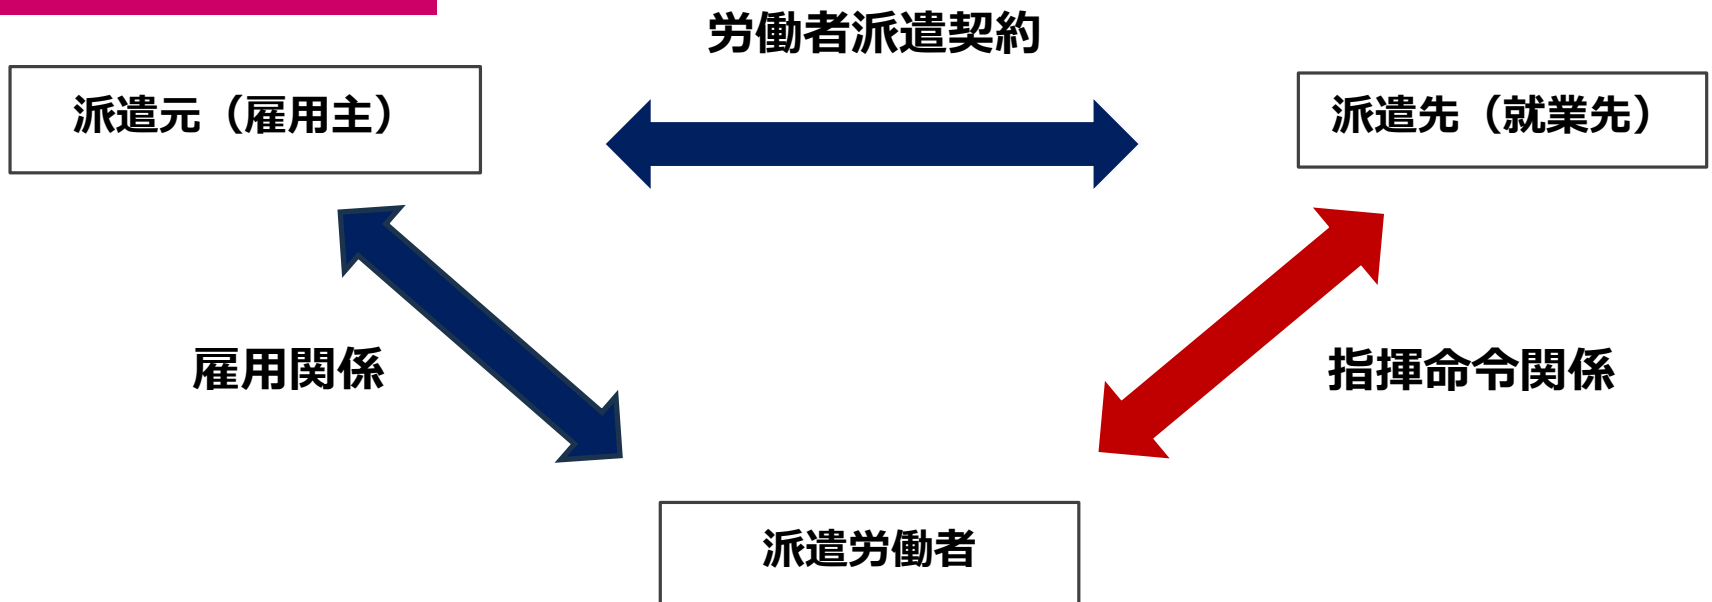 労働者派遣契約
派遣元（雇用主）
派遣先（就業先）
雇用関係
指揮命令関係
派遣労働者